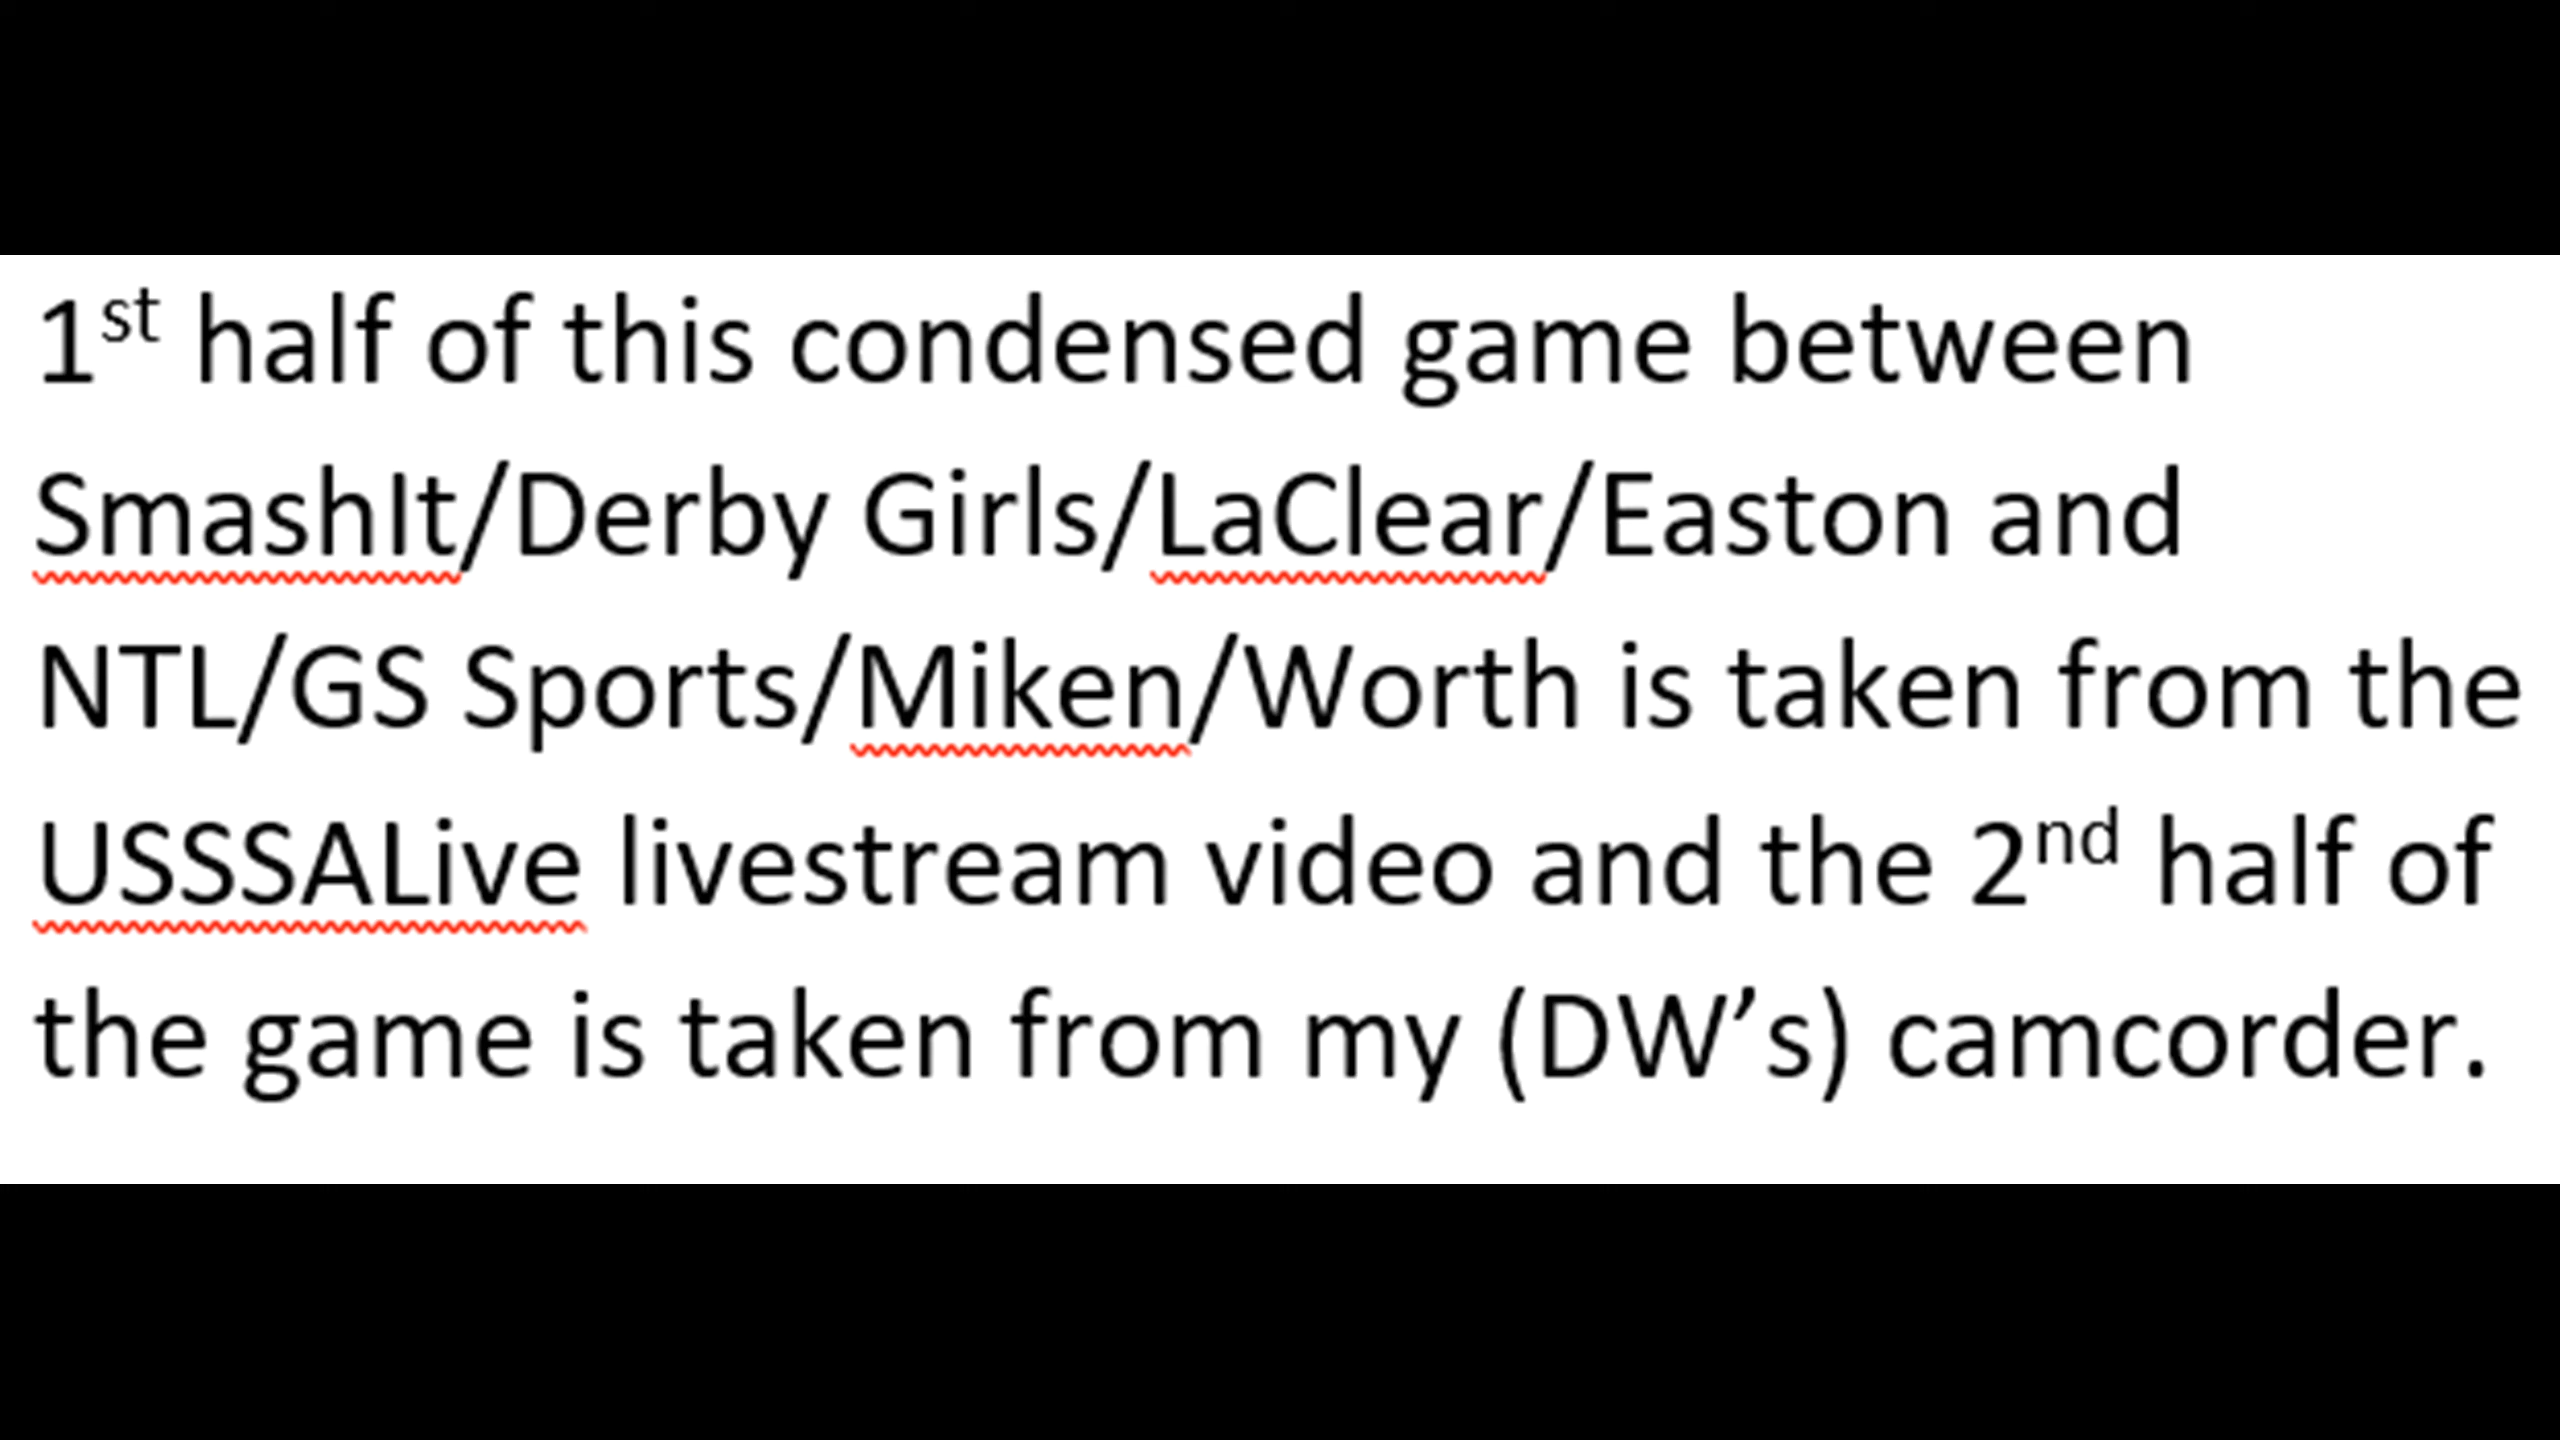 1st half of this condensed game between
SmashIt/Derby Girls/LaClear/Easton and
NTL/GS Sports/Miken/Worth is taken from the
USSSALive livestream video and the 2nd half of
the game is taken from my (DW’s) camcorder.